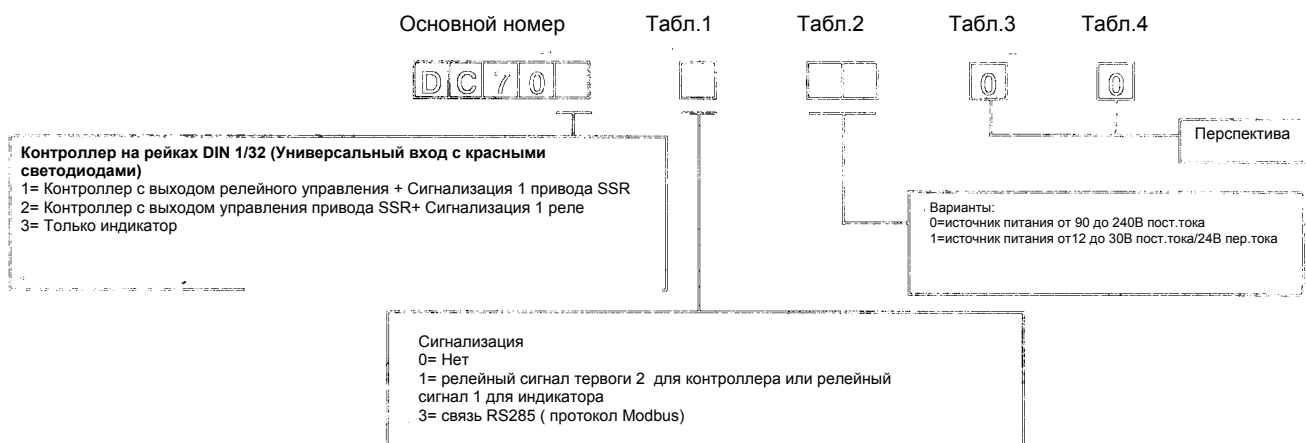 Основной номер Табл.1 Табл.2 Табл.3 Табл.4
DC70 0 0
Перспектива
Контроллер на рейках DIN 1/32 (Универсальный вход с красными
светодиодами)
1= Контроллер с выходом релейного управления + Сигнализация 1 привода SSR
2= Контроллер с выходом управления привода SSR+ Сигнализация 1 реле
3= Только индикатор
Варианты:
0=источник питания от 90 до 240В пост.тока
1=источник питания от12 до 30В пост.тока/24В пер.тока
Сигнализация
0= Нет
1= релейный сигнал тервоги 2 для контроллера или релейный
сигнал 1 для индикатора
3= связь RS285 ( протокол Modbus)